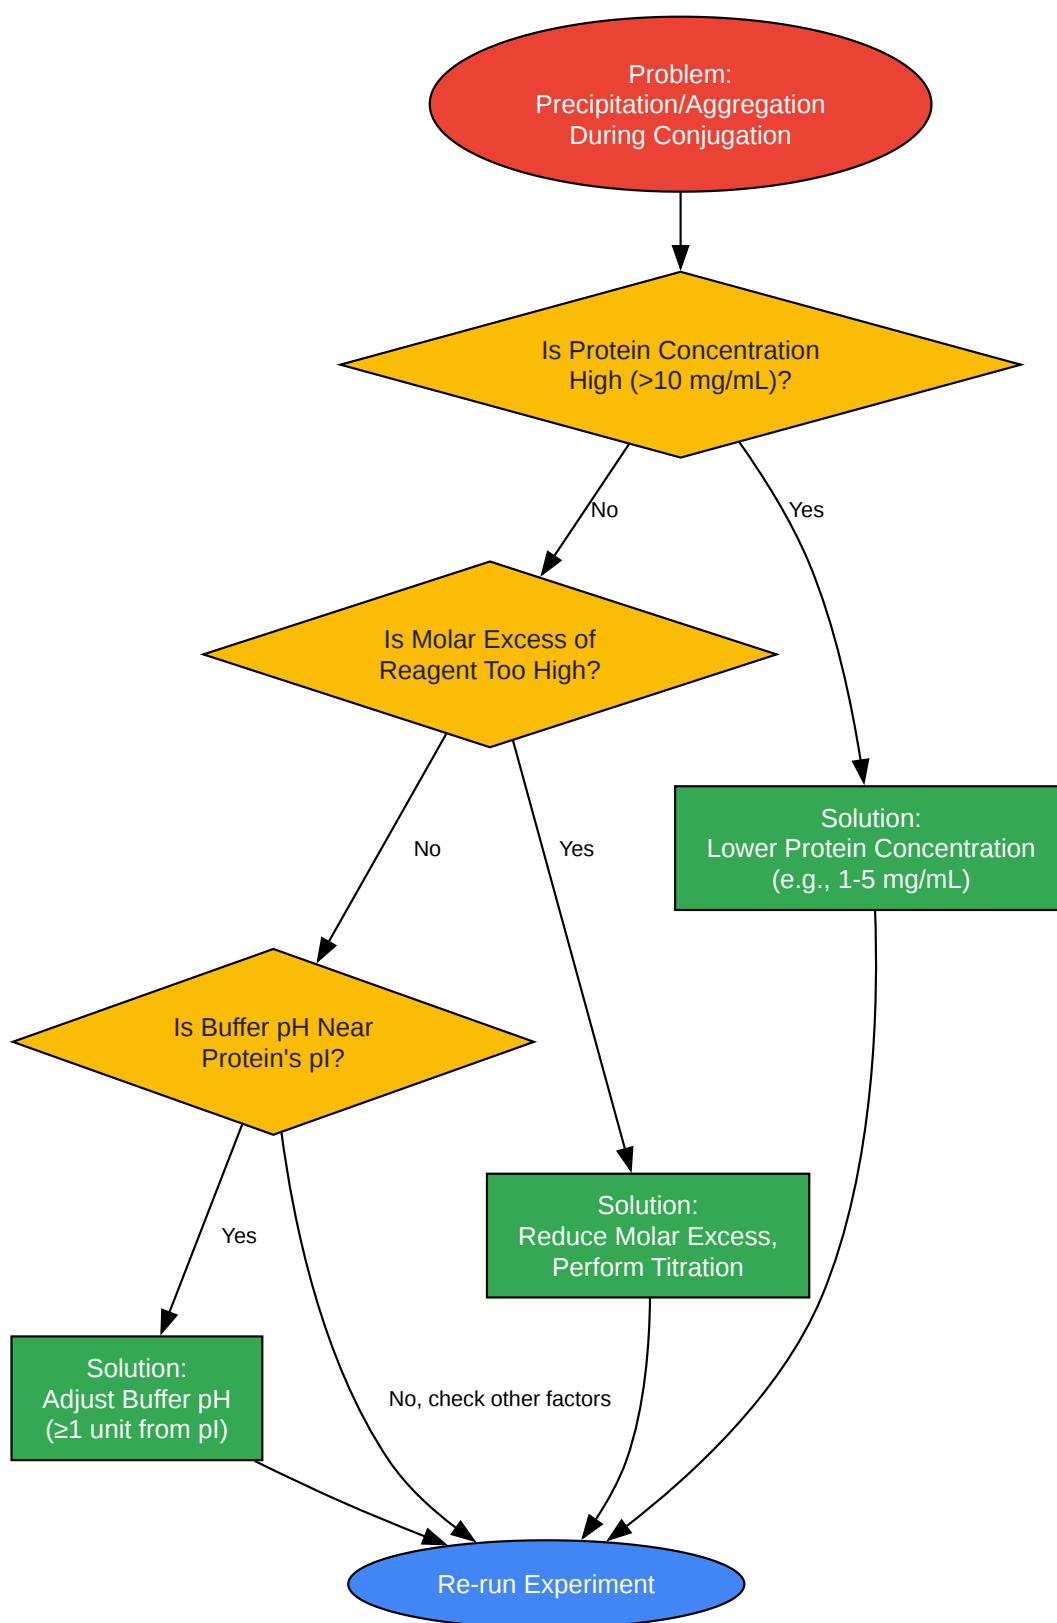 Problem:
Precipitation/Aggregation
During Conjugation
Is Protein Concentration
High (>10 mg/mL)?
No
Yes
Is Molar Excess of
Reagent Too High?
Solution:
Lower Protein Concentration
(e.g., 1-5 mg/mL)
No
Yes
Is Buffer pH Near
Protein's pI?
Solution:
Reduce Molar Excess,
Perform Titration
Yes
No, check other factors
Solution:
Adjust Buffer pH
(≥1 unit from pI)
Re-run Experiment